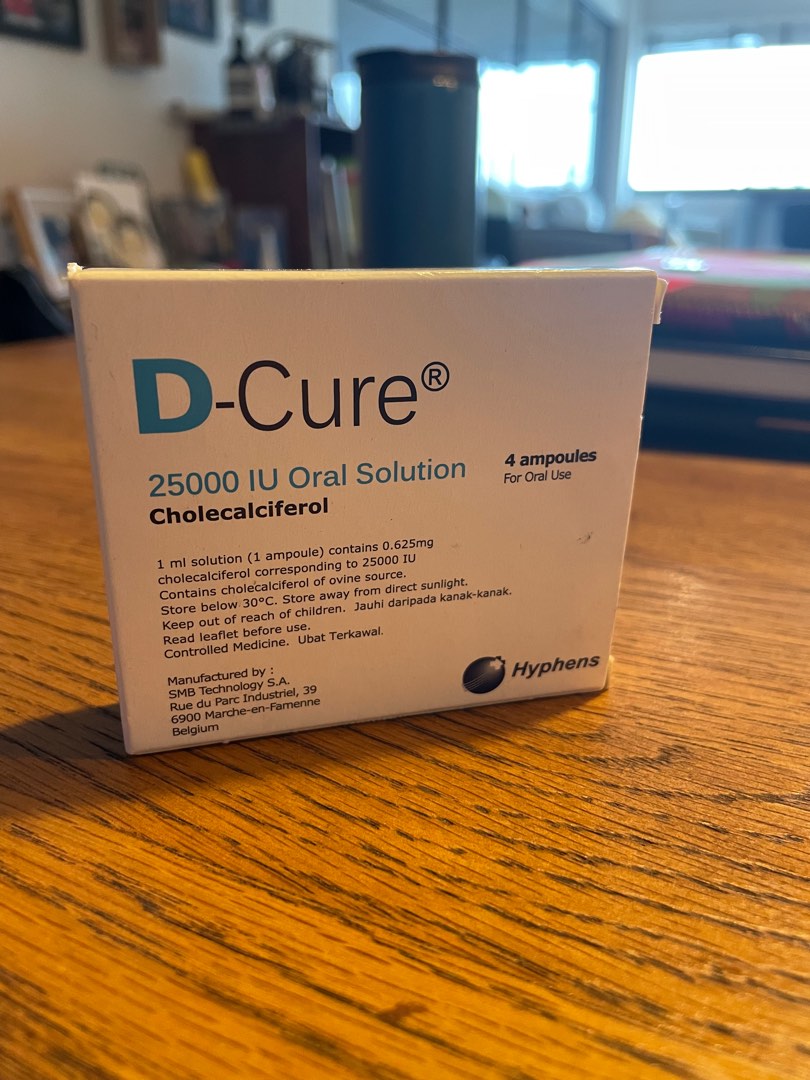 D-Cure®
25000 IU Oral Solution
Cholecalciferol
4 ampoules
For Oral Use
1 ml solution (1 ampoule) contains 0.625mg
cholecalciferol corresponding to 25000 IU
Contains cholecalciferol of ovine source.
Store below 30°C. Store away from direct sunlight.
Keep out of reach of children. Jauhi daripada kanak-kanak.
Read leaflet before use.
Controlled Medicine. Ubat Terkawal.
Manufactured by :
SMB Technology S.A.
Rue du Parc Industriel, 39
6900 Marche-en-Famenne
Belgium
Hyphens